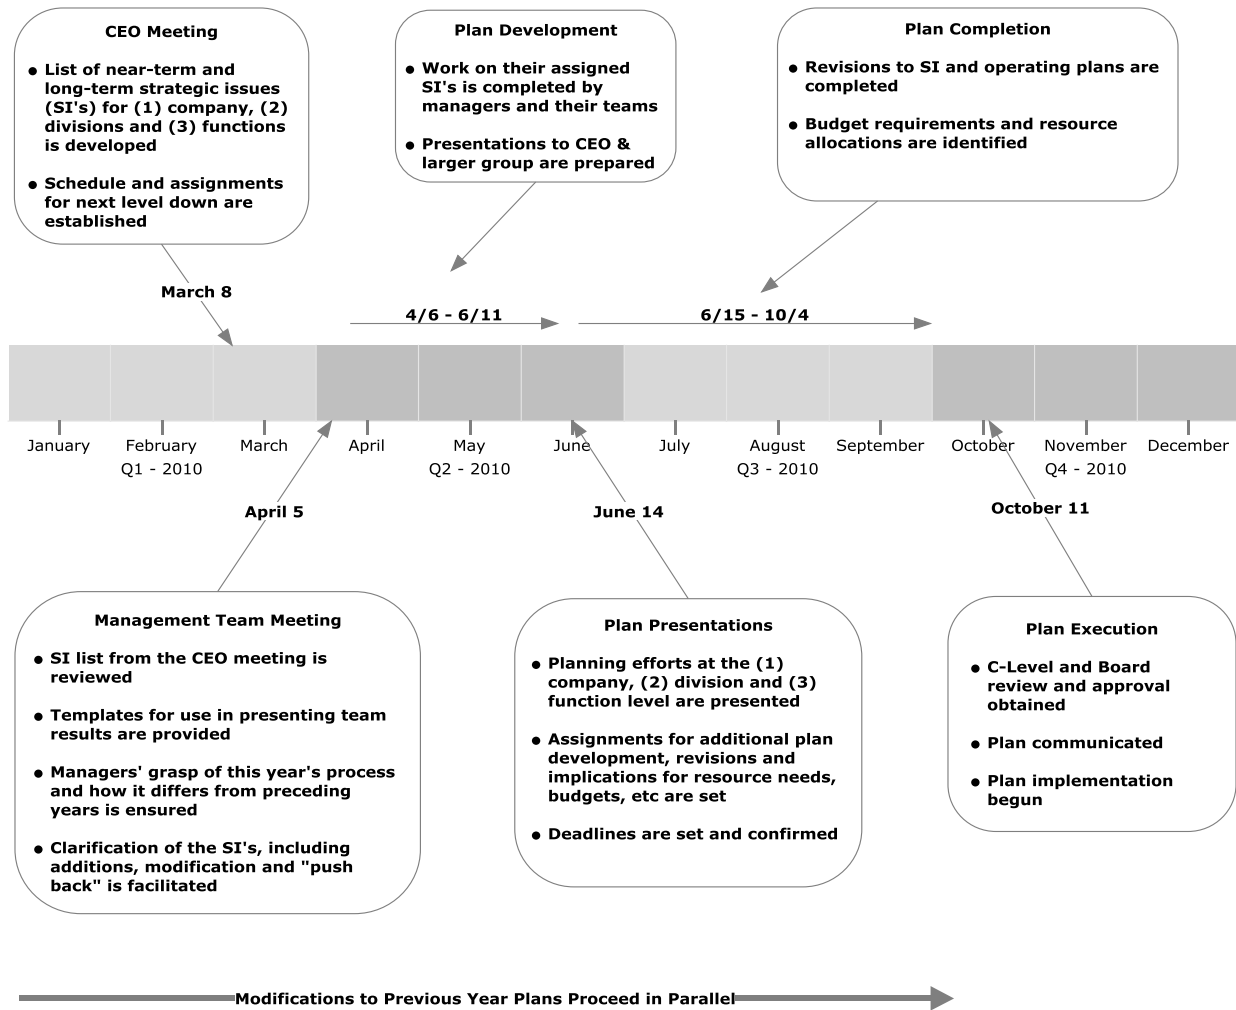 CEO Meeting
● List of near-term and
long-term strategic issues
(SI's) for (1) company, (2)
divisions and (3) functions
is developed
● Schedule and assignments
for next level down are
established
Plan Development
● Work on their assigned
SI's is completed by
managers and their teams
● Presentations to CEO &
larger group are prepared
Plan Completion
● Revisions to SI and operating plans are
completed
● Budget requirements and resource
allocations are identified
March 8
4/6 - 6/11
6/15 - 10/4
January
February
March
April
May
June
July
August
September
October
November
December
Q1 - 2010
Q2 - 2010
Q3 - 2010
Q4 - 2010
April 5
June 14
October 11
Management Team Meeting
● SI list from the CEO meeting is
reviewed
● Templates for use in presenting team
results are provided
● Managers' grasp of this year's process
and how it differs from preceding
years is ensured
● Clarification of the SI's, including
additions, modification and "push
back" is facilitated
Plan Presentations
● Planning efforts at the (1)
company, (2) division and (3)
function level are presented
● Assignments for additional plan
development, revisions and
implications for resource needs,
budgets, etc are set
● Deadlines are set and confirmed
Plan Execution
● C-Level and Board
review and approval
obtained
● Plan communicated
● Plan implementation
begun
Modifications to Previous Year Plans Proceed in Parallel